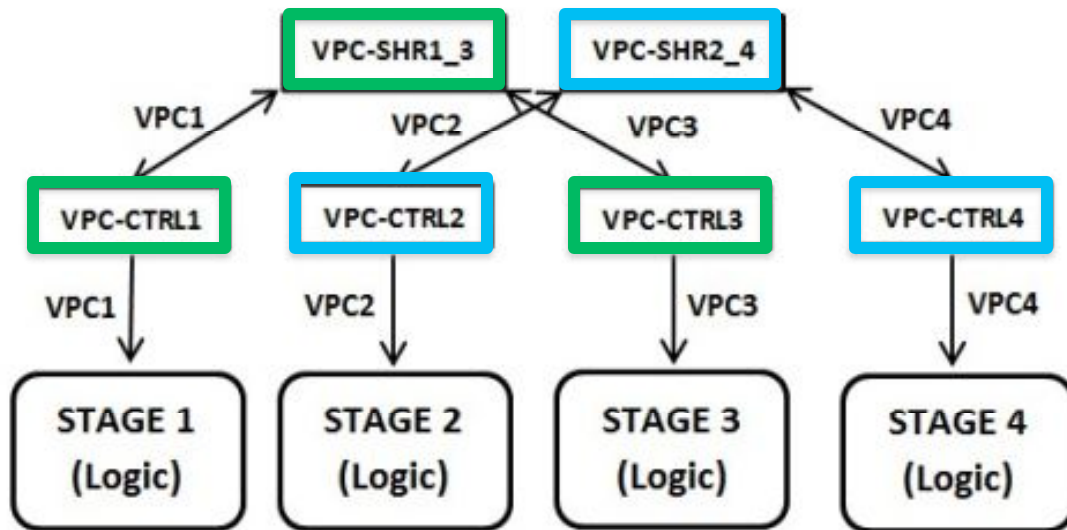 VPC-SHR1_3
VPC-SHR2_4
VPC1
VPC2
VPC3
VPC4
VPC-CTRL1
VPC-CTRL2
VPC-CTRL3
VPC-CTRL4
VPC1
VPC2
VPC3
VPC4
STAGE 1
(Logic)
STAGE 2
(Logic)
STAGE 3
(Logic)
STAGE 4
(Logic)